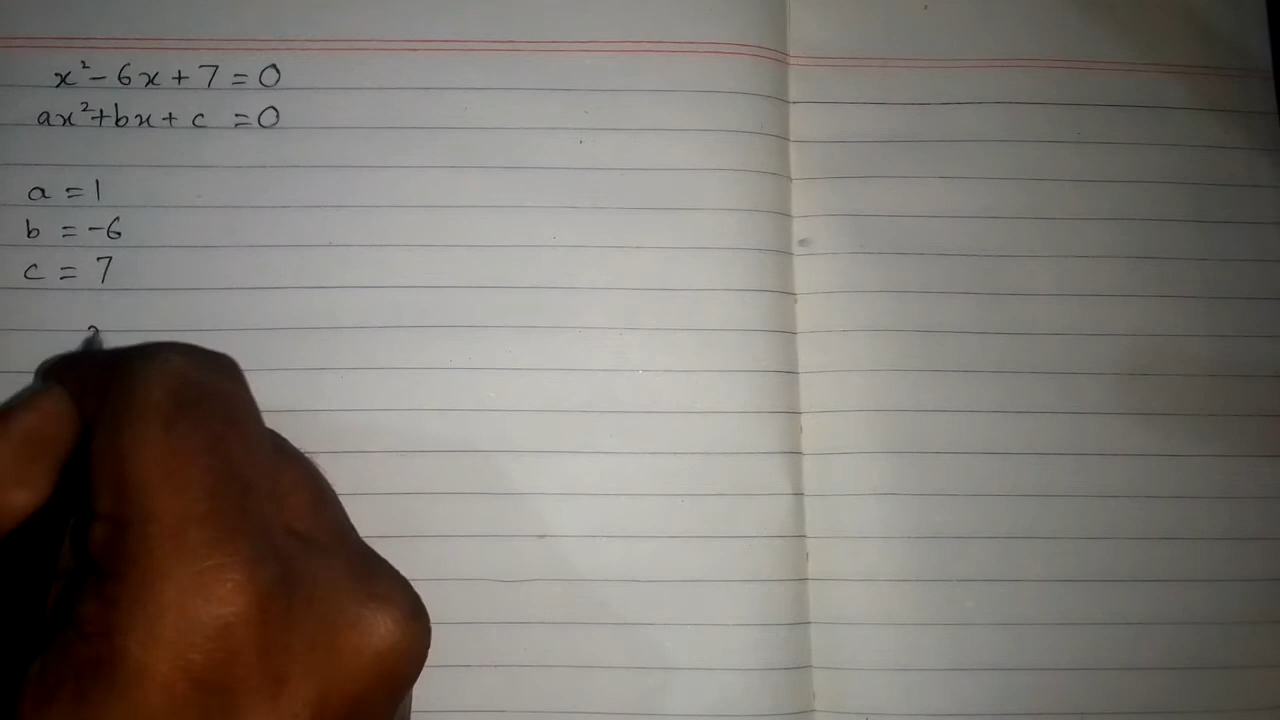 x² - 6x + 7 = 0
ax² + bx + c = 0
a = 1
b = -6
c = 7